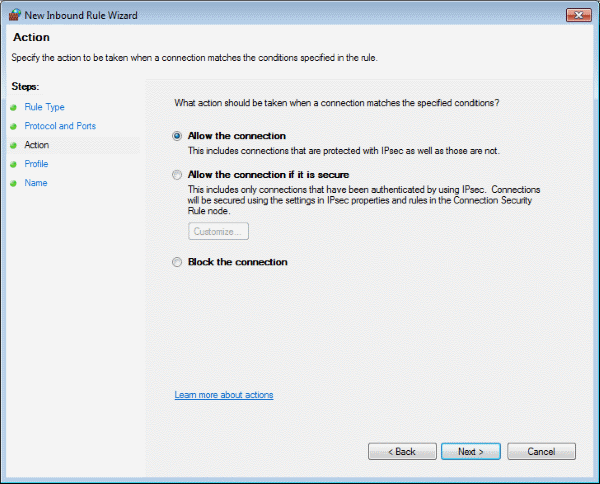 New Inbound Rule Wizard
Action
Specify the action to be taken when a connection matches the conditions specified in the rule.
Steps:
Rule Type
Protocol and Ports
Action
Profile
Name
What action should be taken when a connection matches the specified conditions?
Allow the connection
This includes connections that are protected with IPsec as well as those are not.
Allow the connection if it is secure
This includes only connections that have been authenticated by using IPsec. Connections
will be secured using the settings in IPsec properties and rules in the Connection Security
Rule node.
Customize...
Block the connection
Learn more about actions
< Back
Next >
Cancel